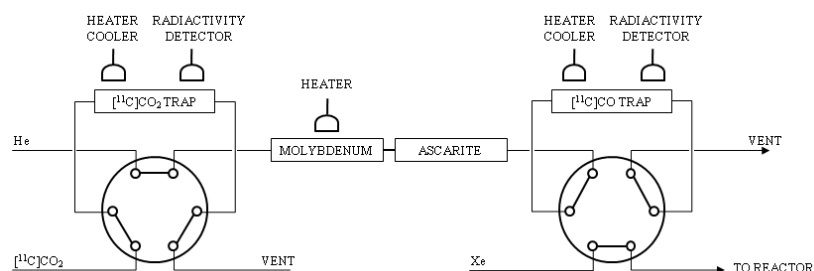 HEATER
COOLER
RADIACTIVITY
DETECTOR
HEATER
COOLER
RADIACTIVITY
DETECTOR
HEATER
[¹¹C]CO₂ TRAP
[¹¹C]CO TRAP
He
MOLYBDENUM
ASCARITE
VENT
[¹¹C]CO₂
VENT
Xe
TO REACTOR